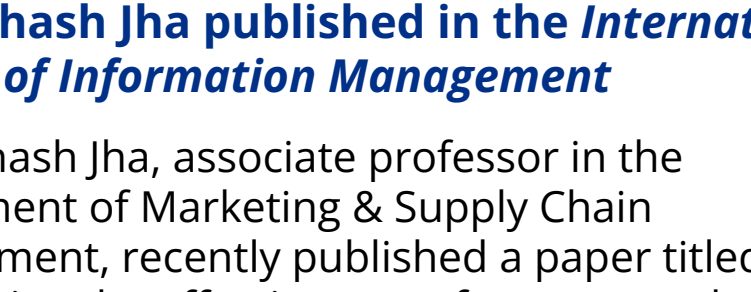 hash Jha published in the Internat
of Information Management
hash Jha, associate professor in the
ment of Marketing & Supply Chain
ment, recently published a paper titled